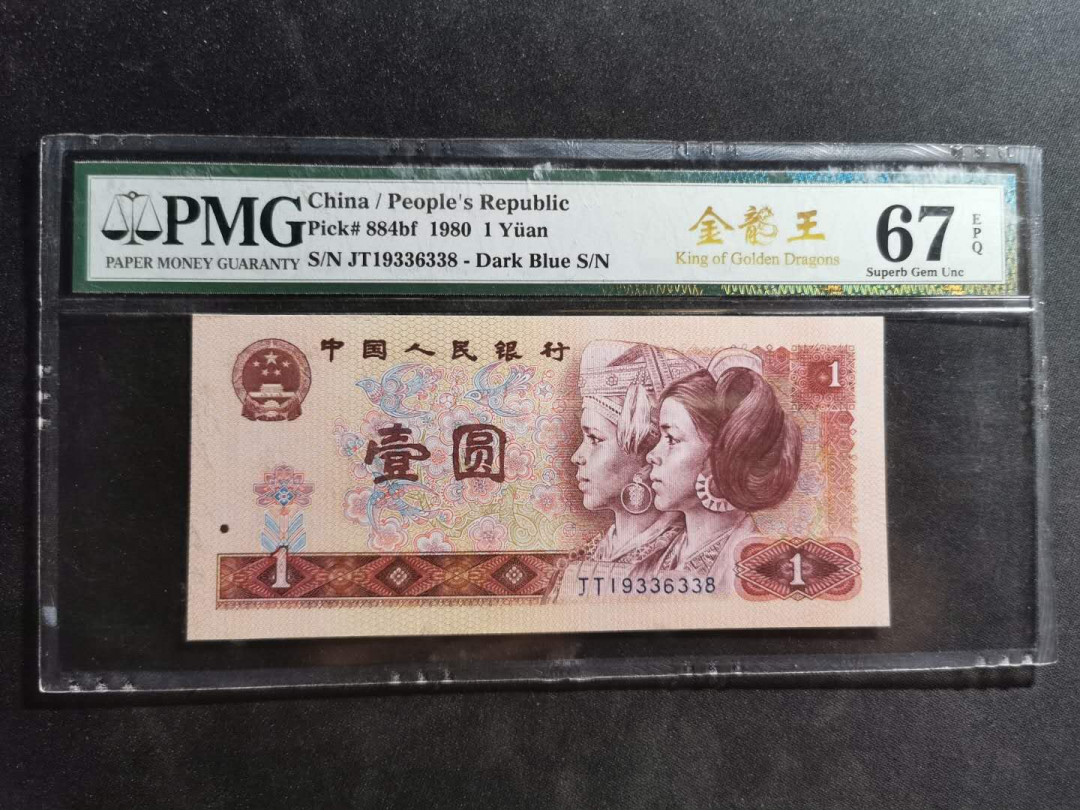 PMG
PAPER MONEY GUARANTY
China / People's Republic
Pick# 884bf 1980 1 Yüan
S/N JT19336338 - Dark Blue S/N
金龍王
King of Golden Dragons
67
EPQ
Superb Gem Unc
中国人民银行
1
壹圆
1
JT19336338
1